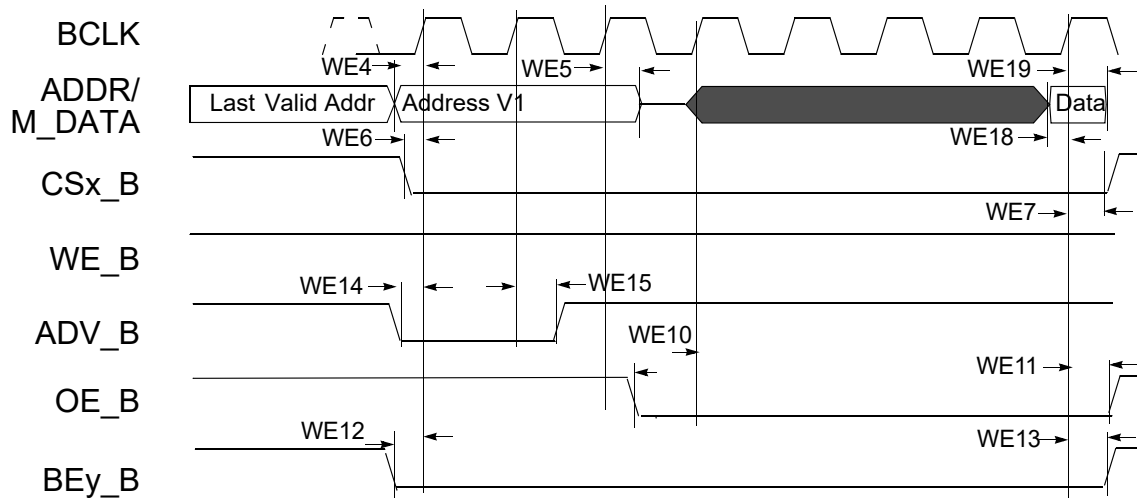 BCLK
WE4
WE5
WE19
ADDR/
M_DATA
Last Valid Addr
Address V1
Data
WE6
WE18
CSx_B
WE7
WE_B
WE14
WE15
ADV_B
WE10
WE11
OE_B
WE12
WE13
BEy_B